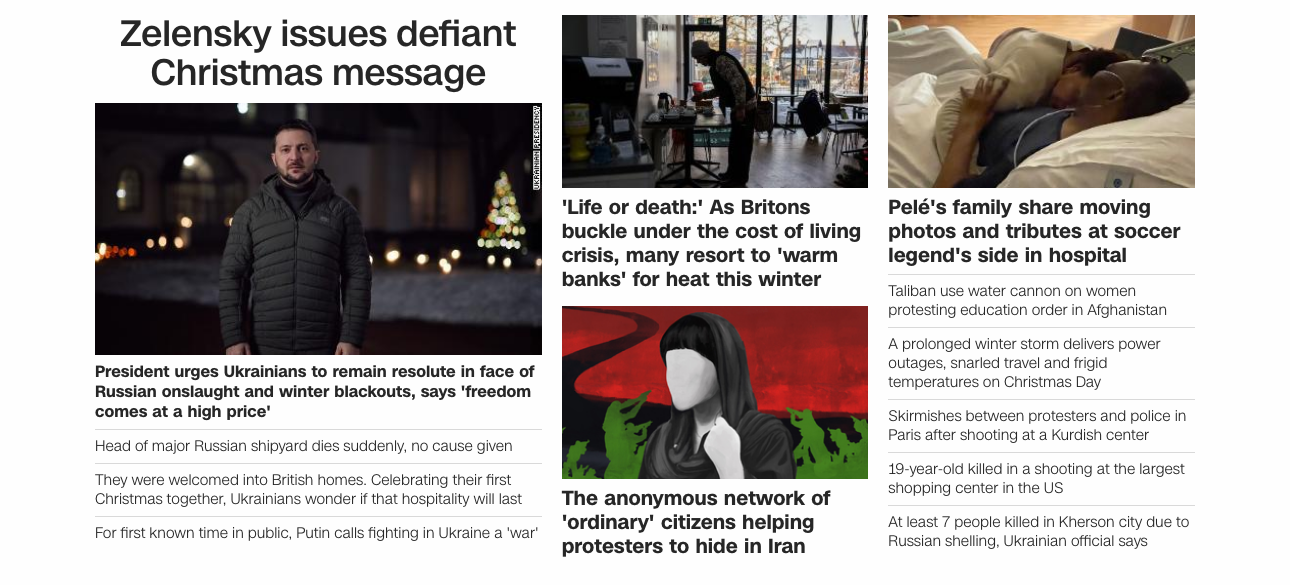 Zelensky issues defiant
Christmas message
UKRAINIAN PRESIDENCY
President urges Ukrainians to remain resolute in face of
Russian onslaught and winter blackouts, says 'freedom
comes at a high price'
Head of major Russian shipyard dies suddenly, no cause given
They were welcomed into British homes. Celebrating their first
Christmas together, Ukrainians wonder if that hospitality will last
For first known time in public, Putin calls fighting in Ukraine a 'war'
'Life or death:' As Britons
buckle under the cost of living
crisis, many resort to 'warm
banks' for heat this winter
The anonymous network of
'ordinary' citizens helping
protesters to hide in Iran
Pelé's family share moving
photos and tributes at soccer
legend's side in hospital
Taliban use water cannon on women
protesting education order in Afghanistan
A prolonged winter storm delivers power
outages, snarled travel and frigid
temperatures on Christmas Day
Skirmishes between protesters and police in
Paris after shooting at a Kurdish center
19-year-old killed in a shooting at the largest
shopping center in the US
At least 7 people killed in Kherson city due to
Russian shelling, Ukrainian official says